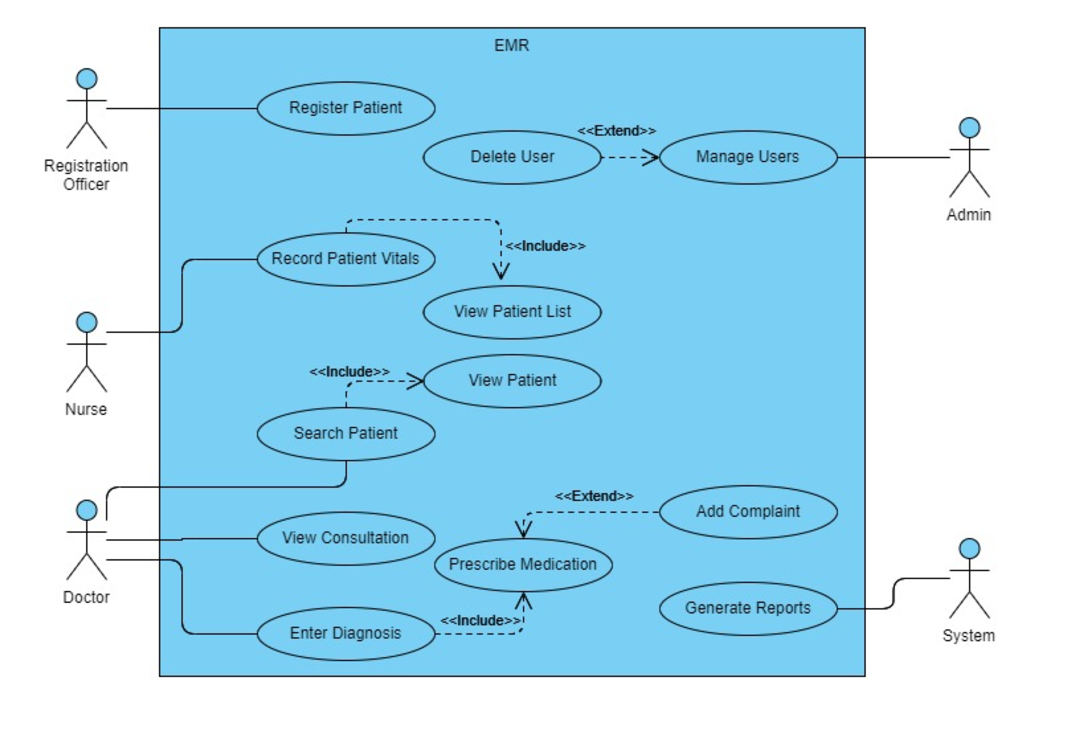 EMR
Register Patient
Registration
Officer
<<Extend>>
Delete User
Manage Users
Admin
<<Include>>
Record Patient Vitals
View Patient List
<<Include>>
View Patient
Nurse
Search Patient
<<Extend>>
Add Complaint
View Consultation
Prescribe Medication
Doctor
Generate Reports
<<Include>>
Enter Diagnosis
System